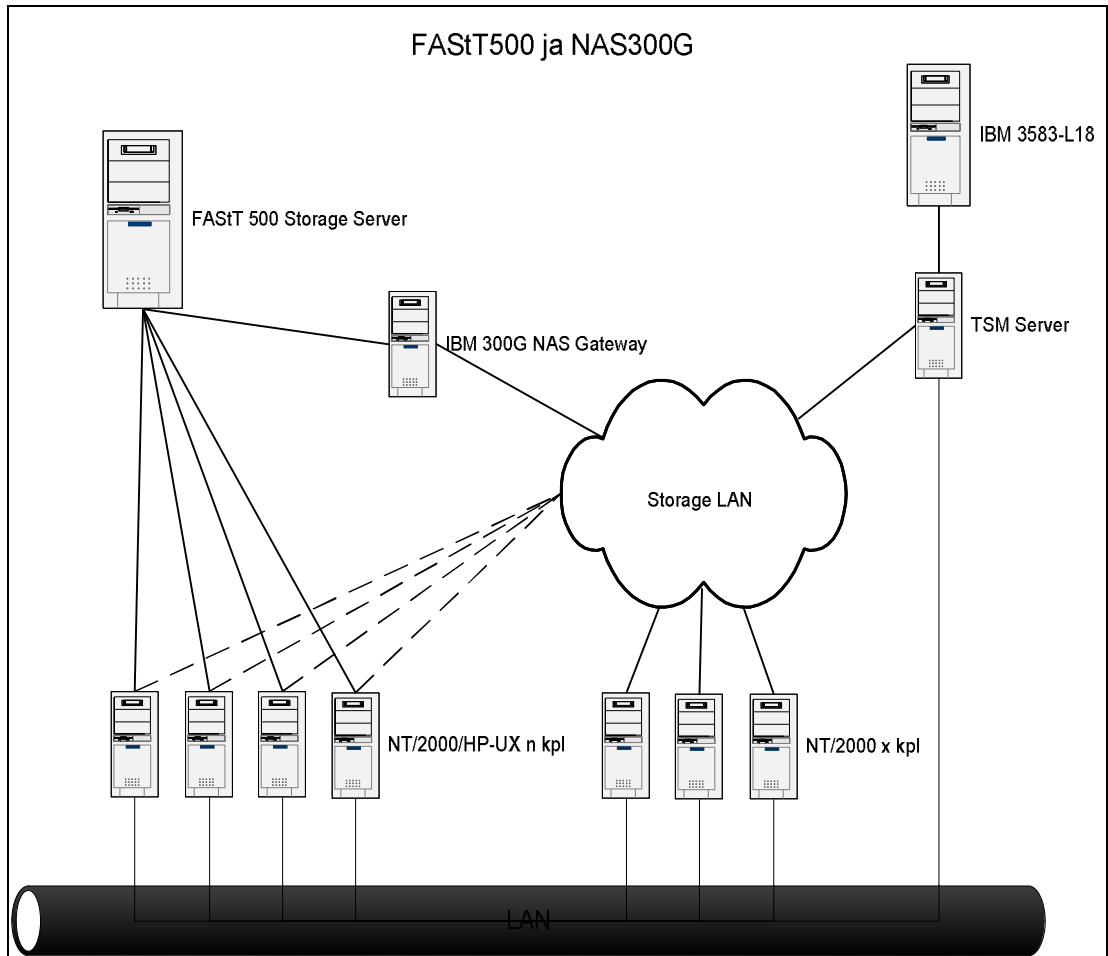 FAStT500 ja NAS300G
IBM 3583-L18
FAStT 500 Storage Server
TSM Server
IBM 300G NAS Gateway
Storage LAN
NT/2000/HP-UX n kpl
NT/2000 x kpl
LAN